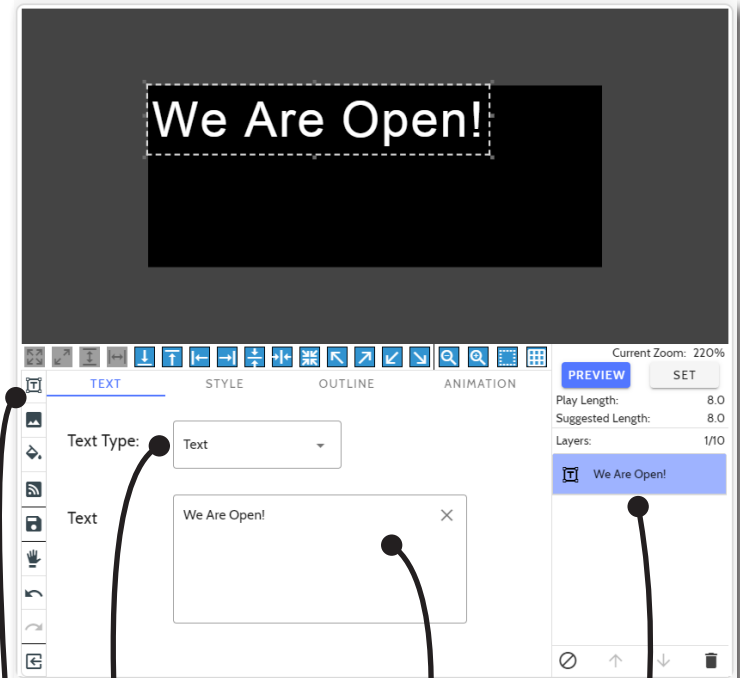 We Are Open!
Current Zoom: 220%
PREVIEW SET
TEXT STYLE OUTLINE ANIMATION
Play Length: 8.0
Suggested Length: 8.0
Layers: 1/10
Text Type: Text
We Are Open!
Text We Are Open!